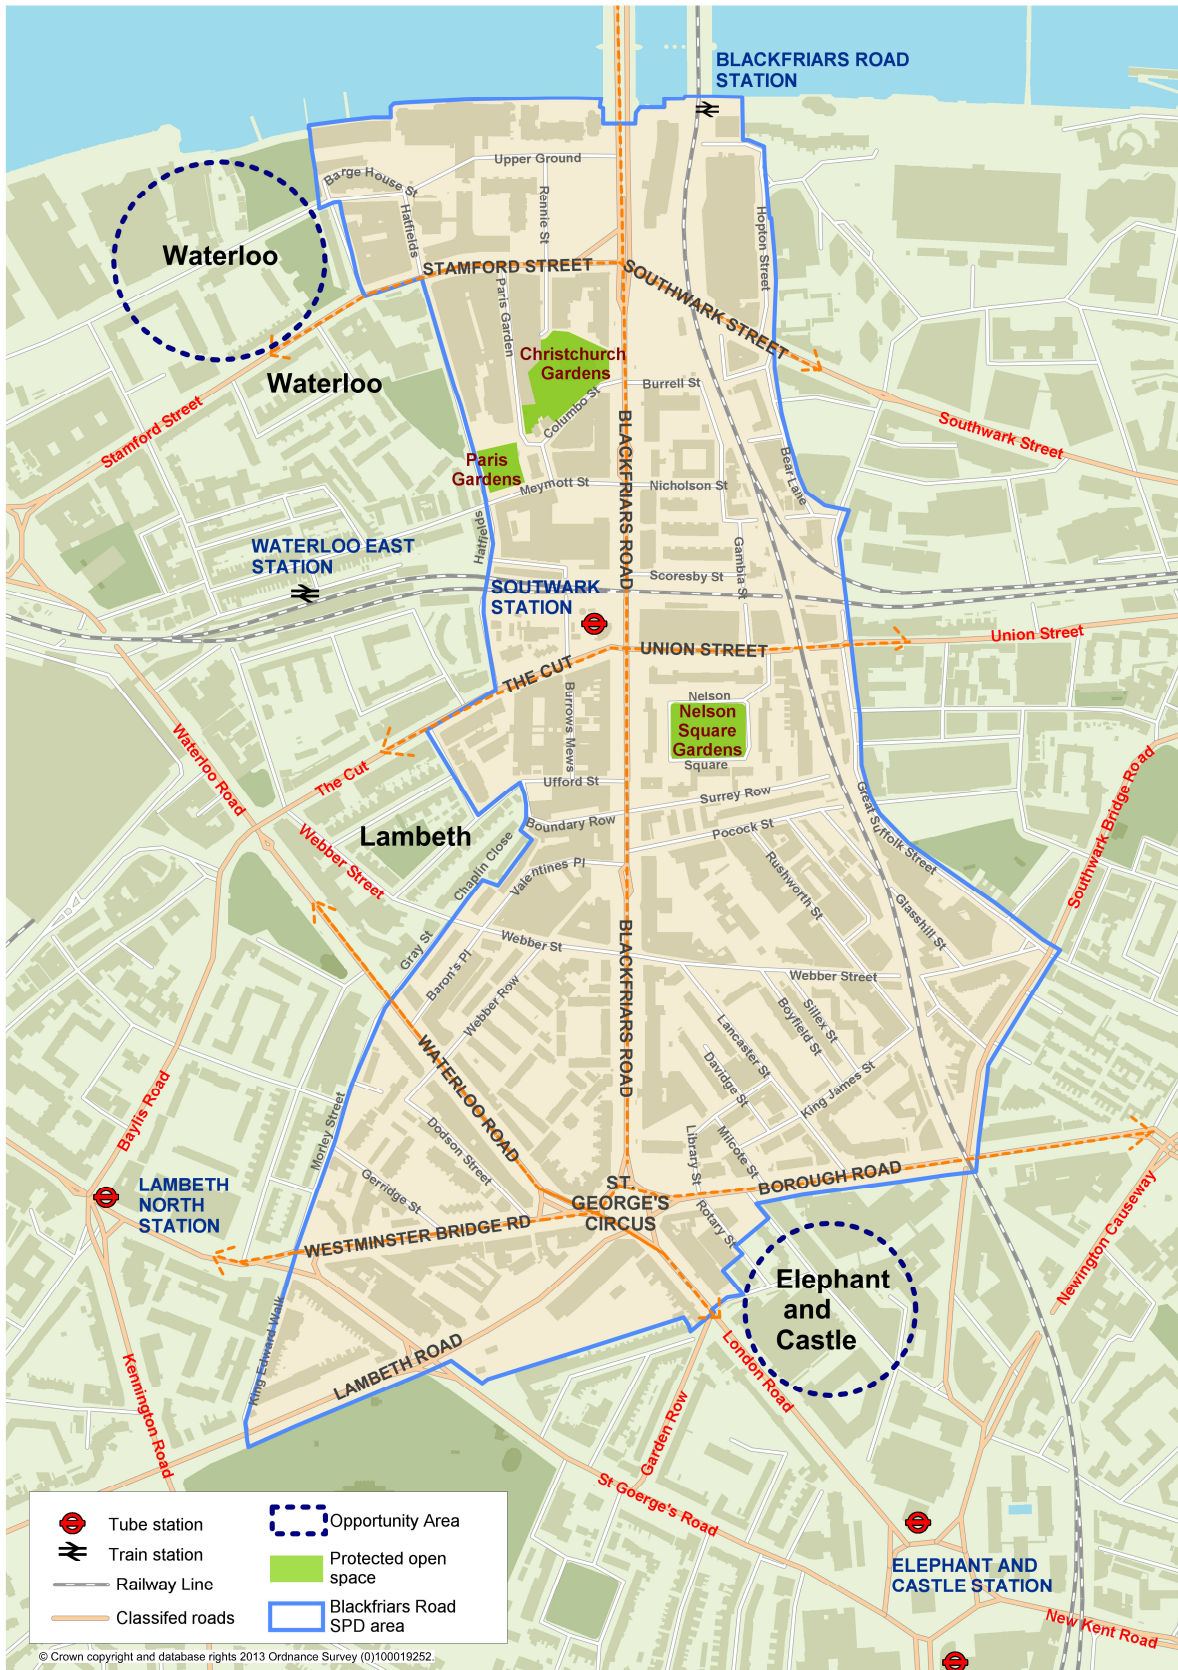 BLACKFRIARS ROAD
STATION
Upper Ground
Barge House St
Rennie St
Hatfields
Hopton Street
Waterloo
STAMFORD STREET
SOUTHWARK STREET
Paris Garden
Christchurch
Gardens
Burrell St
Columbo St
Waterloo
Stamford Street
Southwark Street
BLACKFRIARS ROAD
Bear Lane
Paris
Gardens
Meymott St
Nicholson St
Hatfields
Gambia St
WATERLOO EAST
STATION
Scoresby St
SOUTWARK
STATION
Union Street
UNION STREET
THE CUT
Burrows Mews
Nelson
Nelson
Square
Gardens
Square
Waterloo Road
The Cut
Ufford St
Surrey Row
Great Suffolk Street
Southwark Bridge Road
Boundary Row
Pocock St
Lambeth
Webber Street
Chaplin Close
Valentines Pl
Rushworth St
Glasshill St
Gray St
Baron's Pl
Webber St
BLACKFRIARS ROAD
Webber Street
Webber Row
Sillex St
Boyfield St
Lancaster St
Davidge St
King James St
WATERLOO ROAD
Baylis Road
Morley Street
Dodson Street
Library St
Milcote St
Gerridge St
LAMBETH
NORTH
STATION
ST.
GEORGE'S
CIRCUS
BOROUGH ROAD
Rotary St
WESTMINSTER BRIDGE RD
Newington Causeway
Elephant
and
Castle
King Edward Walk
LAMBETH ROAD
London Road
Kennington Road
Garden Row
St Goerge's Road
ELEPHANT AND
CASTLE STATION
New Kent Road
Tube station
Train station
Railway Line
Classifed roads
Opportunity Area
Protected open
space
Blackfriars Road
SPD area
© Crown copyright and database rights 2013 Ordnance Survey (0)100019252.